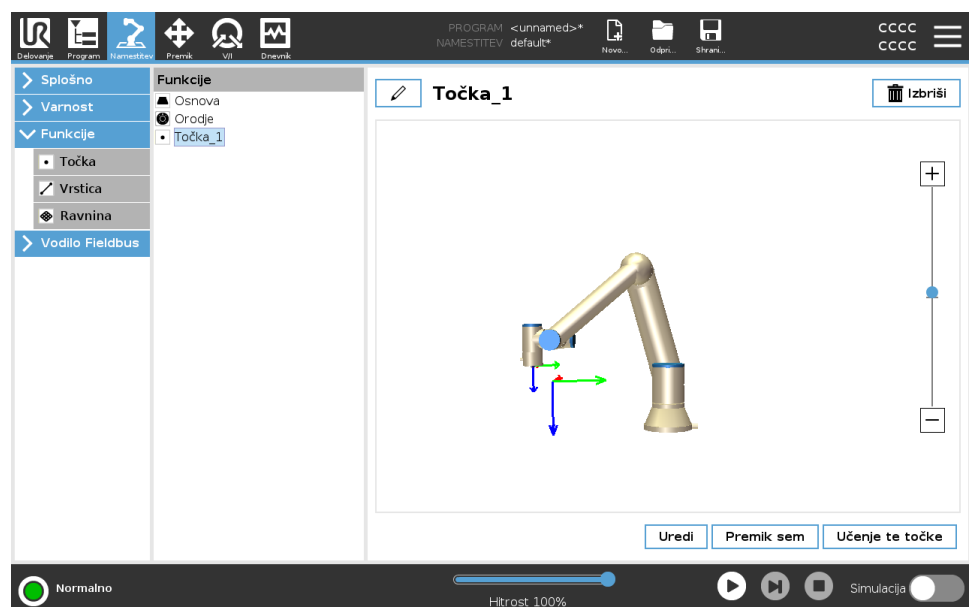 PROGRAM <unnamed>*
NAMESTITEV default*
cccc
cccc
Delovanje Program Namestitev Premik V/I Dnevnik Novo... Odpri... Shrani...
Splošno
Varnost
Funkcije
Točka
Vrstica
Ravnina
Vodilo Fieldbus
Funkcije
Osnova
Orodje
Točka_1
Točka_1
Izbriši
Uredi Premik sem Učenje te točke
Normalno
Hitrost 100%
Simulacija